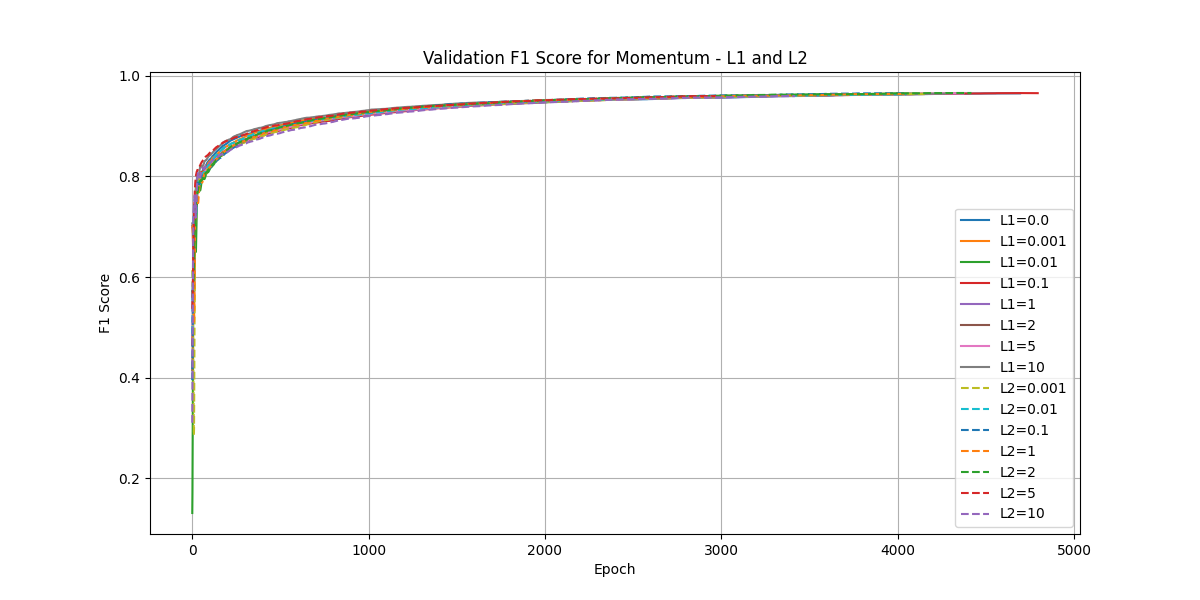 Validation F1 Score for Momentum - L1 and L2
1.0
0.8
0.6
0.4
0.2
F1 Score
0
1000
2000
3000
4000
5000
Epoch
L1=0.0
L1=0.001
L1=0.01
L1=0.1
L1=1
L1=2
L1=5
L1=10
L2=0.001
L2=0.01
L2=0.1
L2=1
L2=2
L2=5
L2=10